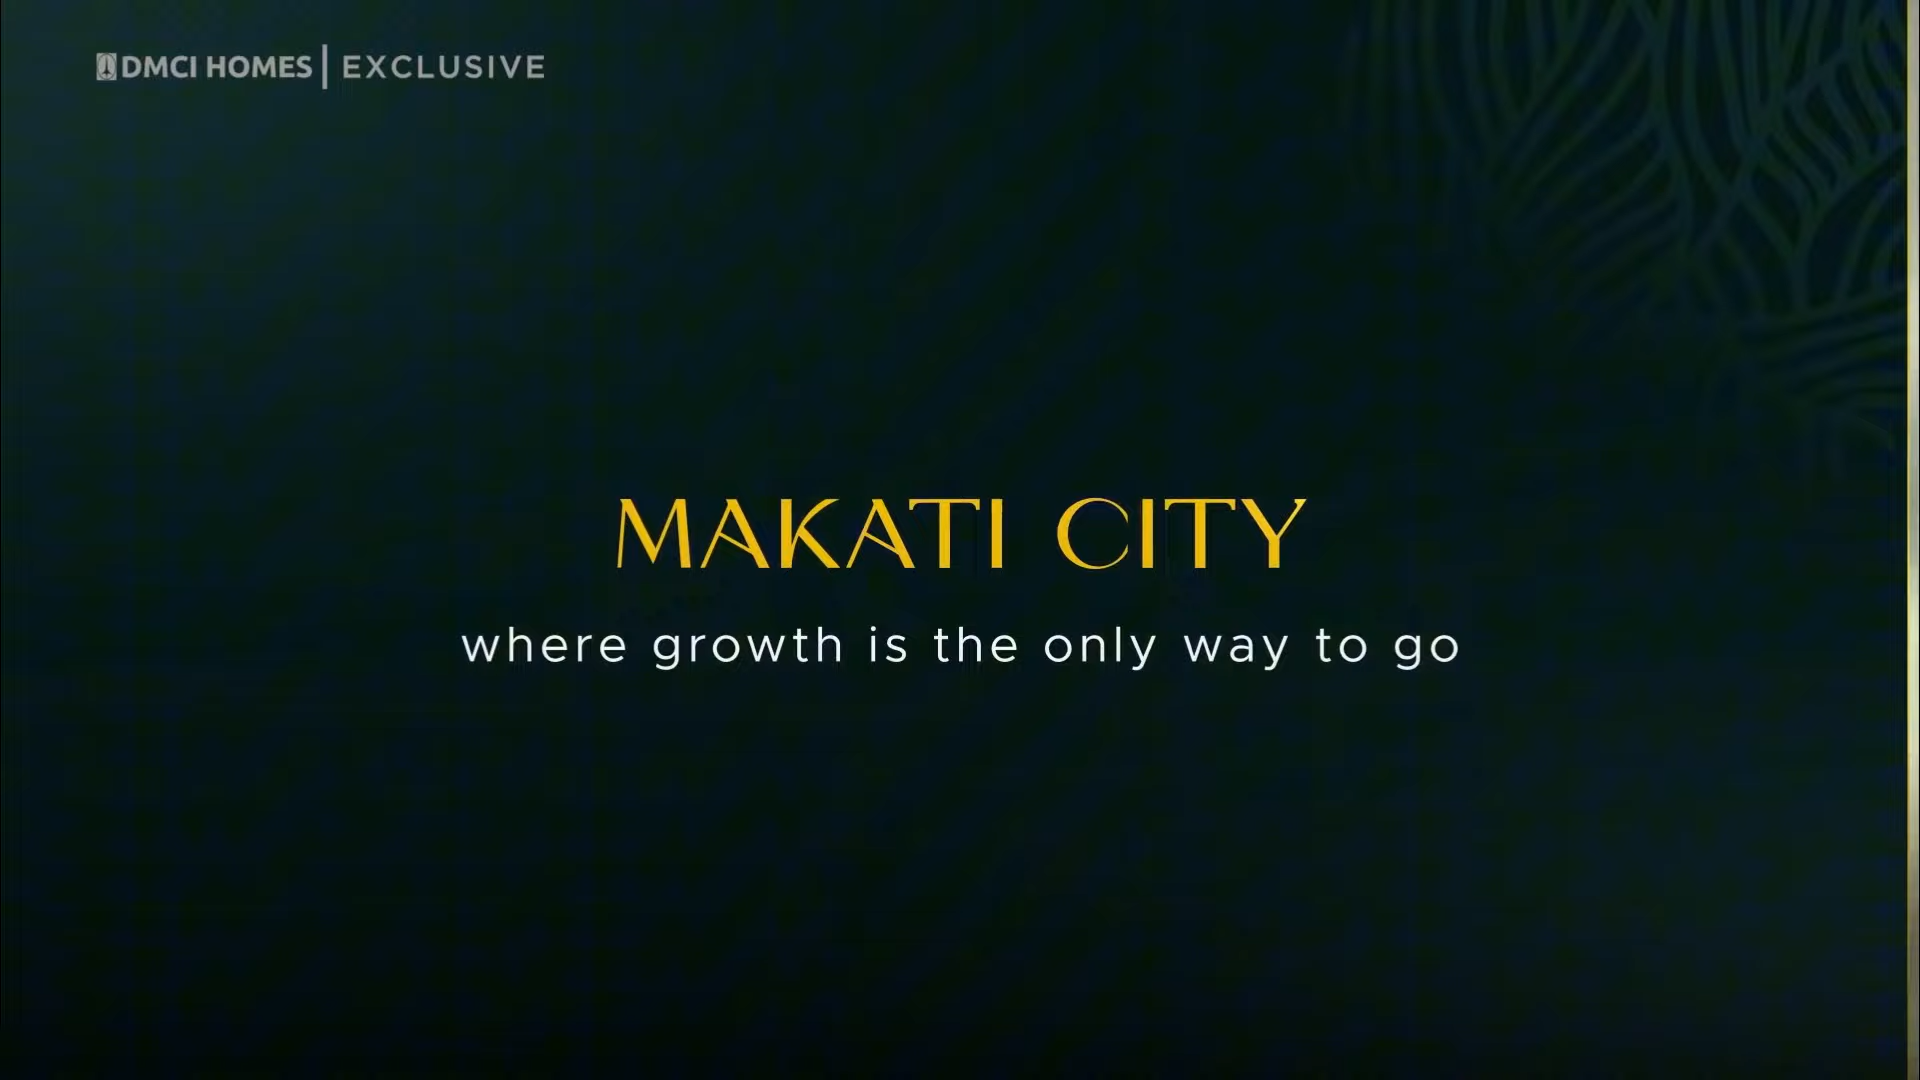 DMCI HOMES | EXCLUSIVE
MAKATI CITY
where growth is the only way to go